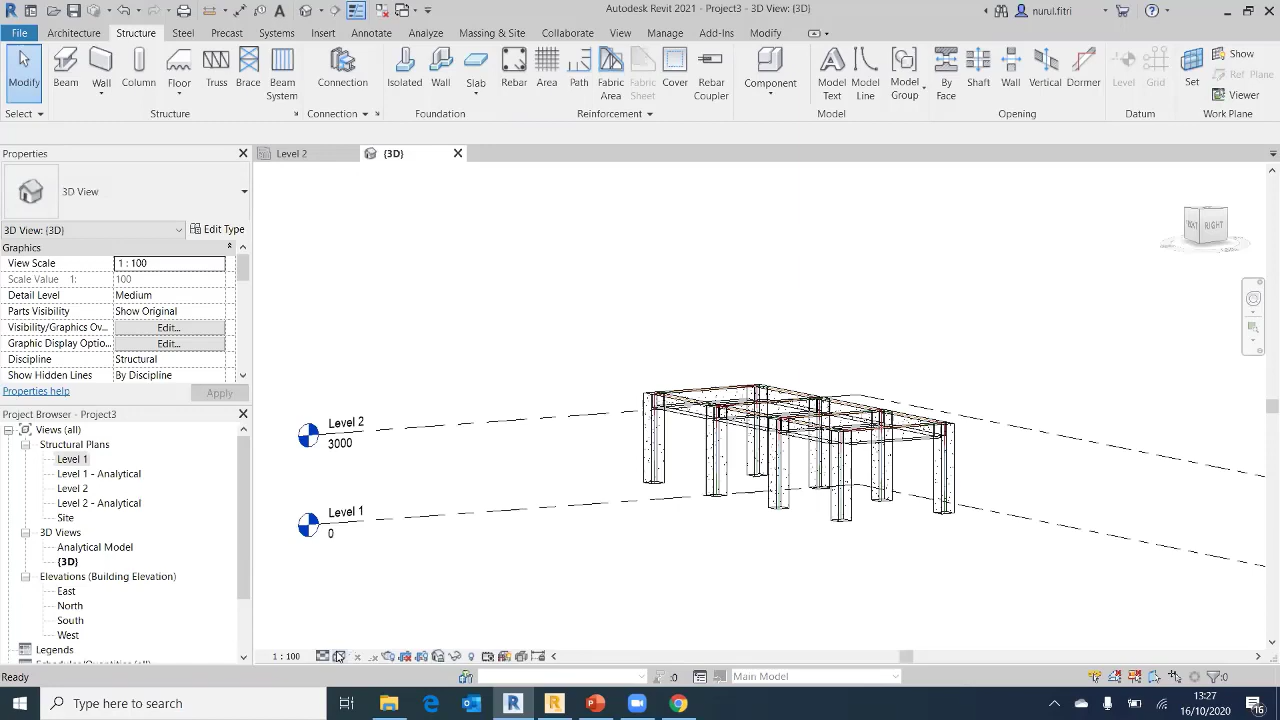 Autodesk Revit 2021 - Project3 - 3D View: {3D}
nurul.fitri
File Architecture Structure Steel Precast Systems Insert Annotate Analyze Massing & Site Collaborate View Manage Add-Ins Modify
Modify Beam Wall Column Floor Truss Brace Beam System Connection Isolated Wall Slab Rebar Area Path Fabric Area Fabric Sheet Cover Rebar Coupler Component Model Text Model Line Model Group By Face Shaft Wall Vertical Dormer Level Grid Set Show Ref Plane Viewer
Select Structure Connection Foundation Reinforcement Model Opening Datum Work Plane
Properties
Level 2
{3D}
3D View
3D View: {3D}
Edit Type
Graphics
View Scale 1 : 100
Scale Value 1: 100
Detail Level Medium
Parts Visibility Show Original
Visibility/Graphics Ov... Edit...
Graphic Display Optio... Edit...
Discipline Structural
Show Hidden Lines By Discipline
Properties help Apply
Project Browser - Project3
Views (all)
Structural Plans
Level 1
Level 1 - Analytical
Level 2
Level 2 - Analytical
Site
3D Views
Analytical Model
{3D}
Elevations (Building Elevation)
East
North
South
West
Legends
RIGHT
Level 2
3000
Level 1
0
1 : 100
Ready
:0
Main Model
:0
Type here to search
13:27
16/10/2020